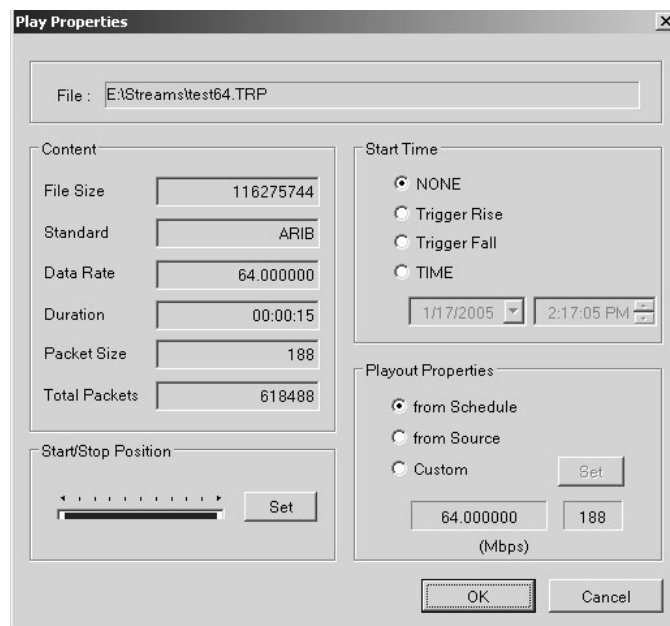 Play Properties
File : E:\Streams\test64.TRP
Content
File Size 116275744
Standard ARIB
Data Rate 64.000000
Duration 00:00:15
Packet Size 188
Total Packets 618488
Start/Stop Position
Set
Start Time
NONE
Trigger Rise
Trigger Fall
TIME
1/17/2005 2:17:05 PM
Playout Properties
from Schedule
from Source
Custom Set
64.000000 188
(Mbps)
OK Cancel